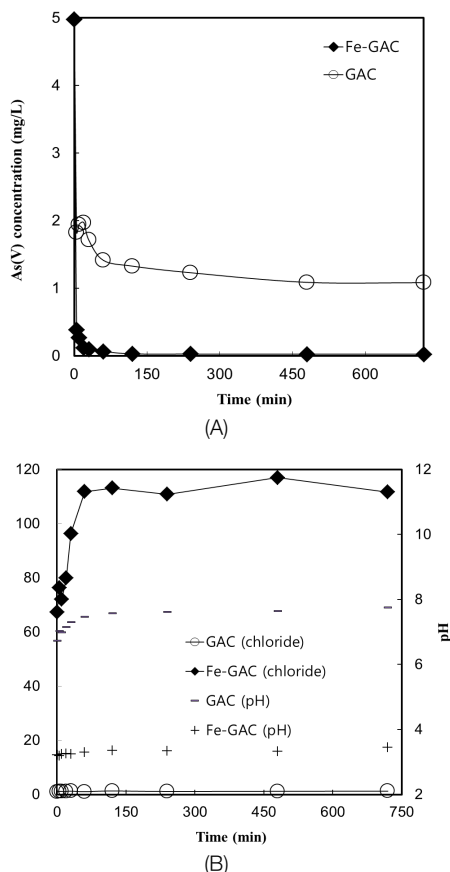 5
4
3
2
1
0
As(V) concentration (mg/L)
Fe-GAC
GAC
0 150 300 450 600
Time (min)
(A)
120
100
80
60
40
20
0
12
10
8
6
4
2
pH
GAC (chloride)
Fe-GAC (chloride)
GAC (pH)
Fe-GAC (pH)
0 150 300 450 600 750
Time (min)
(B)